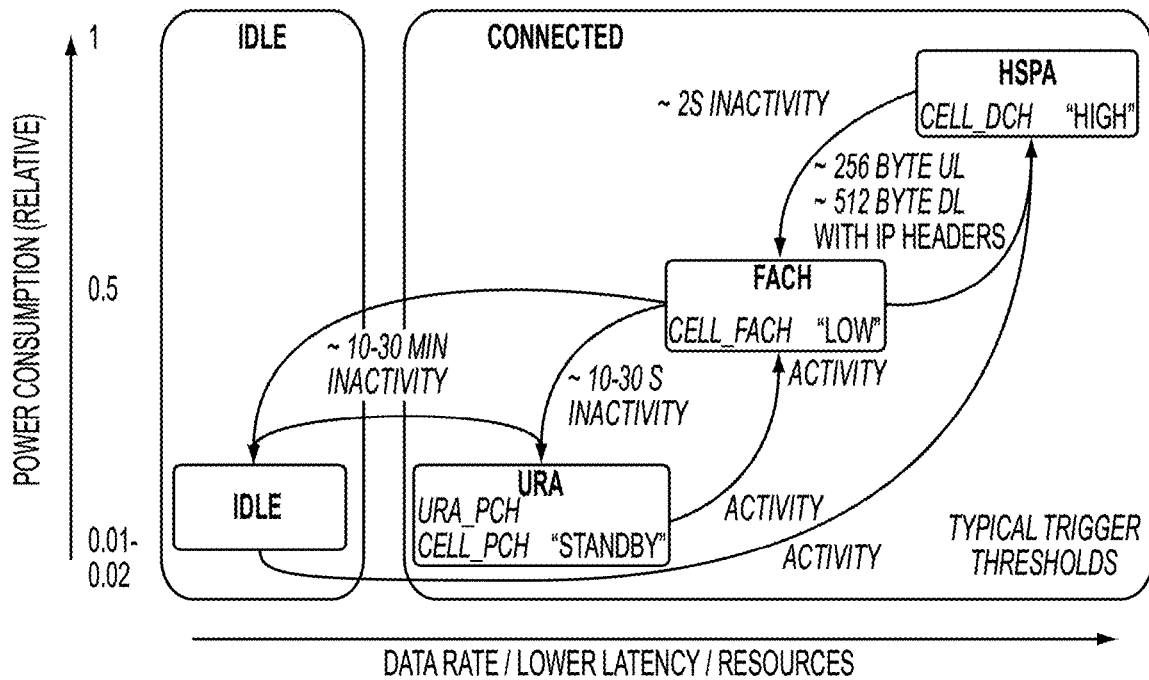 IDLE
CONNECTED
1
HSPA
CELL_DCH “HIGH”
~ 2S INACTIVITY
~ 256 BYTE UL
~ 512 BYTE DL
WITH IP HEADERS
POWER CONSUMPTION (RELATIVE)
0.5
FACH
CELL_FACH “LOW”
~ 10-30 MIN
INACTIVITY
~ 10-30 S
INACTIVITY
ACTIVITY
IDLE
URA
URA_PCH
CELL_PCH “STANDBY”
ACTIVITY
ACTIVITY
TYPICAL TRIGGER
THRESHOLDS
0.01-
0.02
DATA RATE / LOWER LATENCY / RESOURCES